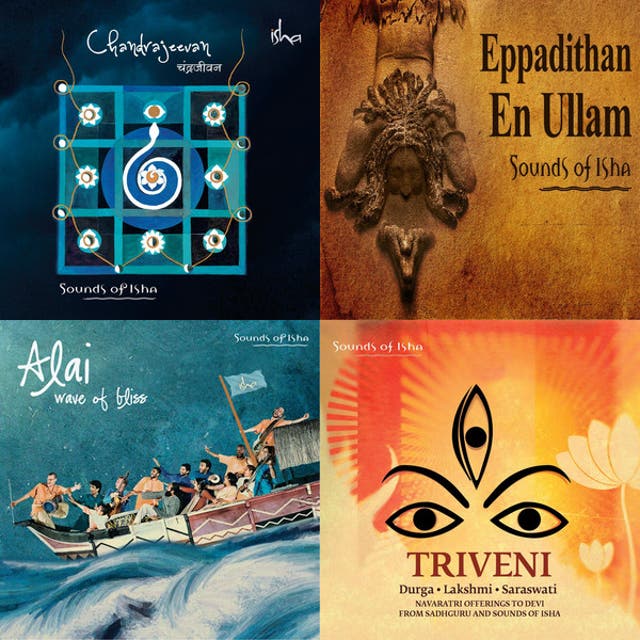 Chandrajeevan
चंद्रजीवन
isha
Sounds of Isha
Eppadithan
En Ullam
Sounds of Isha
Sounds of Isha
Alai
wave of bliss
isha
Sounds of Isha
TRIVENI
Durga • Lakshmi • Saraswati
NAVARATRI OFFERINGS TO DEVI
FROM SADHGURU AND SOUNDS OF ISHA